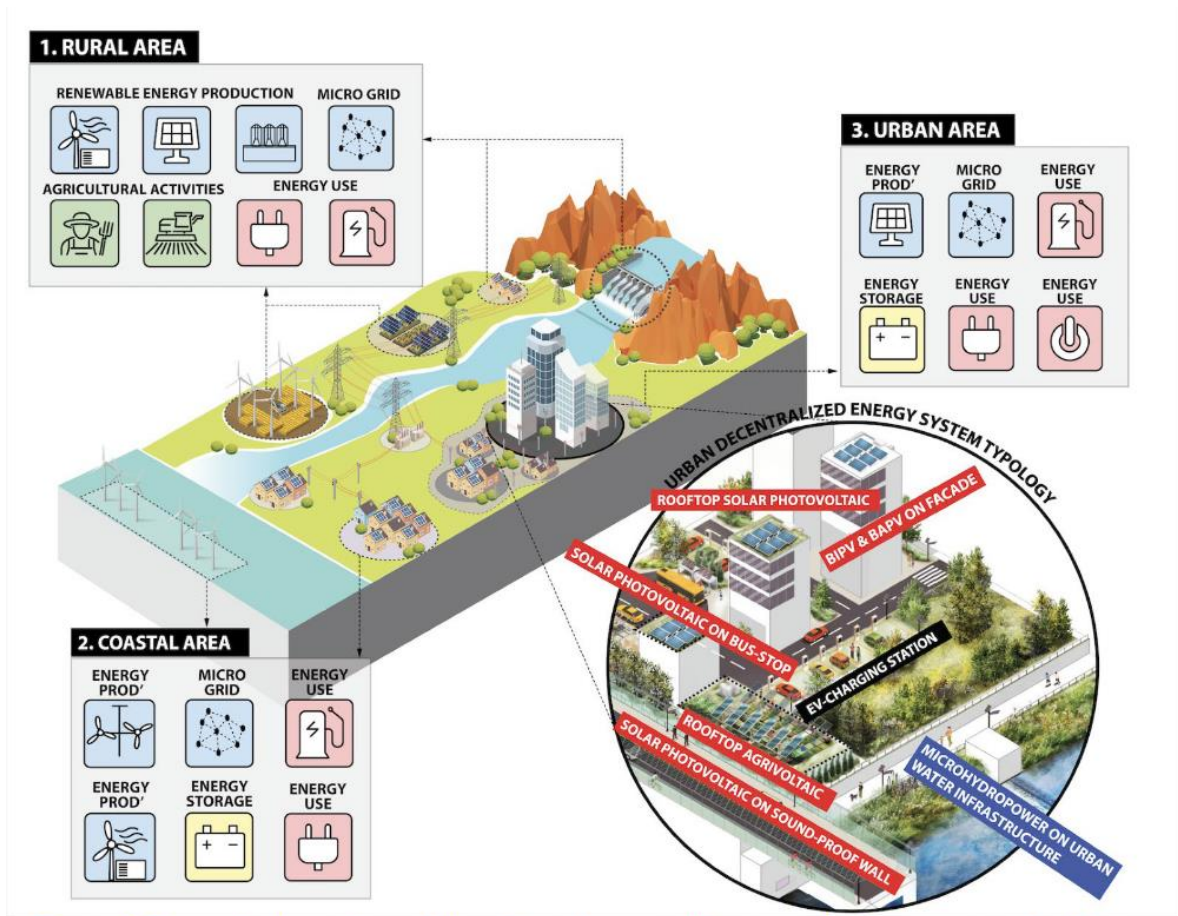 1. RURAL AREA
RENEWABLE ENERGY PRODUCTION
MICRO GRID
AGRICULTURAL ACTIVITIES
ENERGY USE
3. URBAN AREA
ENERGY
PROD'
MICRO
GRID
ENERGY
USE
ENERGY
STORAGE
ENERGY
USE
ENERGY
USE
2. COASTAL AREA
ENERGY
PROD'
MICRO
GRID
ENERGY
USE
ENERGY
PROD'
ENERGY
STORAGE
ENERGY
USE
URBAN DECENTRALIZED ENERGY SYSTEM TYPOLOGY
ROOFTOP SOLAR PHOTOVOLTAIC
BIPV & BAPV ON FACADE
SOLAR PHOTOVOLTAIC ON BUS-STOP
EV-CHARGING STATION
ROOFTOP AGRIVOLTAIC
SOLAR PHOTOVOLTAIC ON SOUND-PROOF WALL
MICROHYDROPOWER ON URBAN
WATER INFRASTRUCTURE